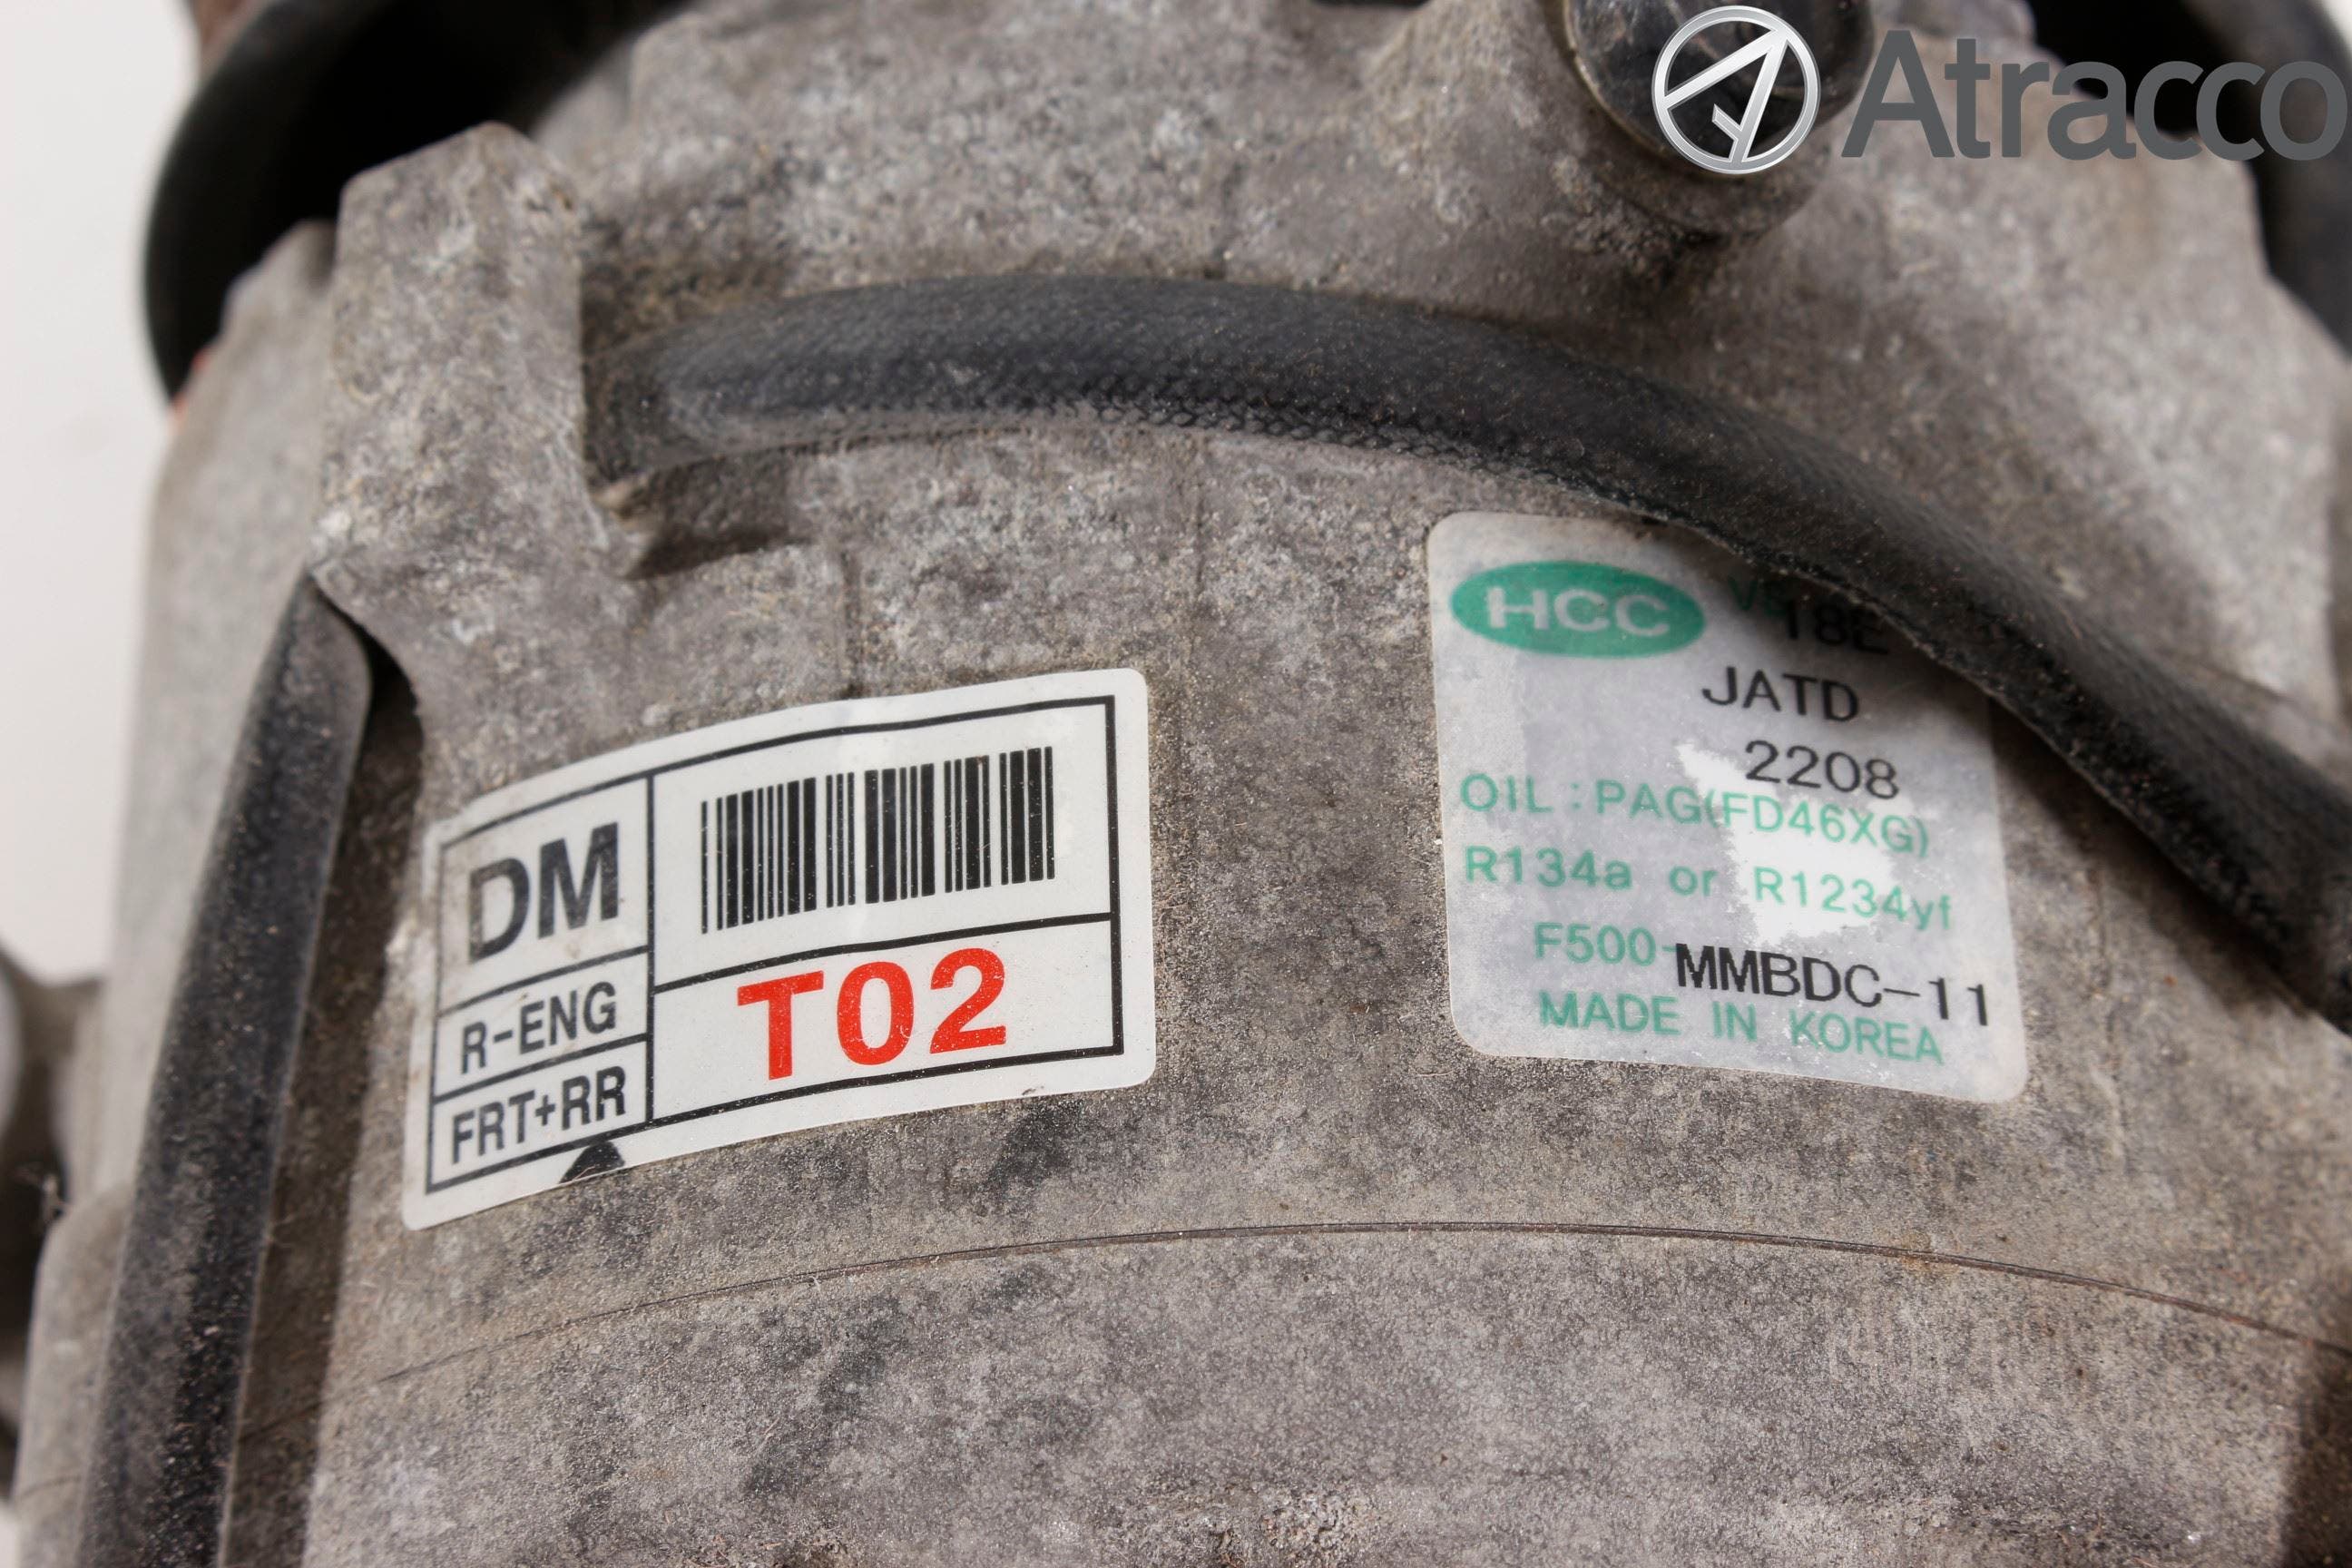 Atracco
DM
R-ENG
FRT+RR
T02
HCC
18E
JATD
2208
OIL : PAG(FD46XG)
R134a or R1234yf
F500-MMBDC-11
MADE IN KOREA